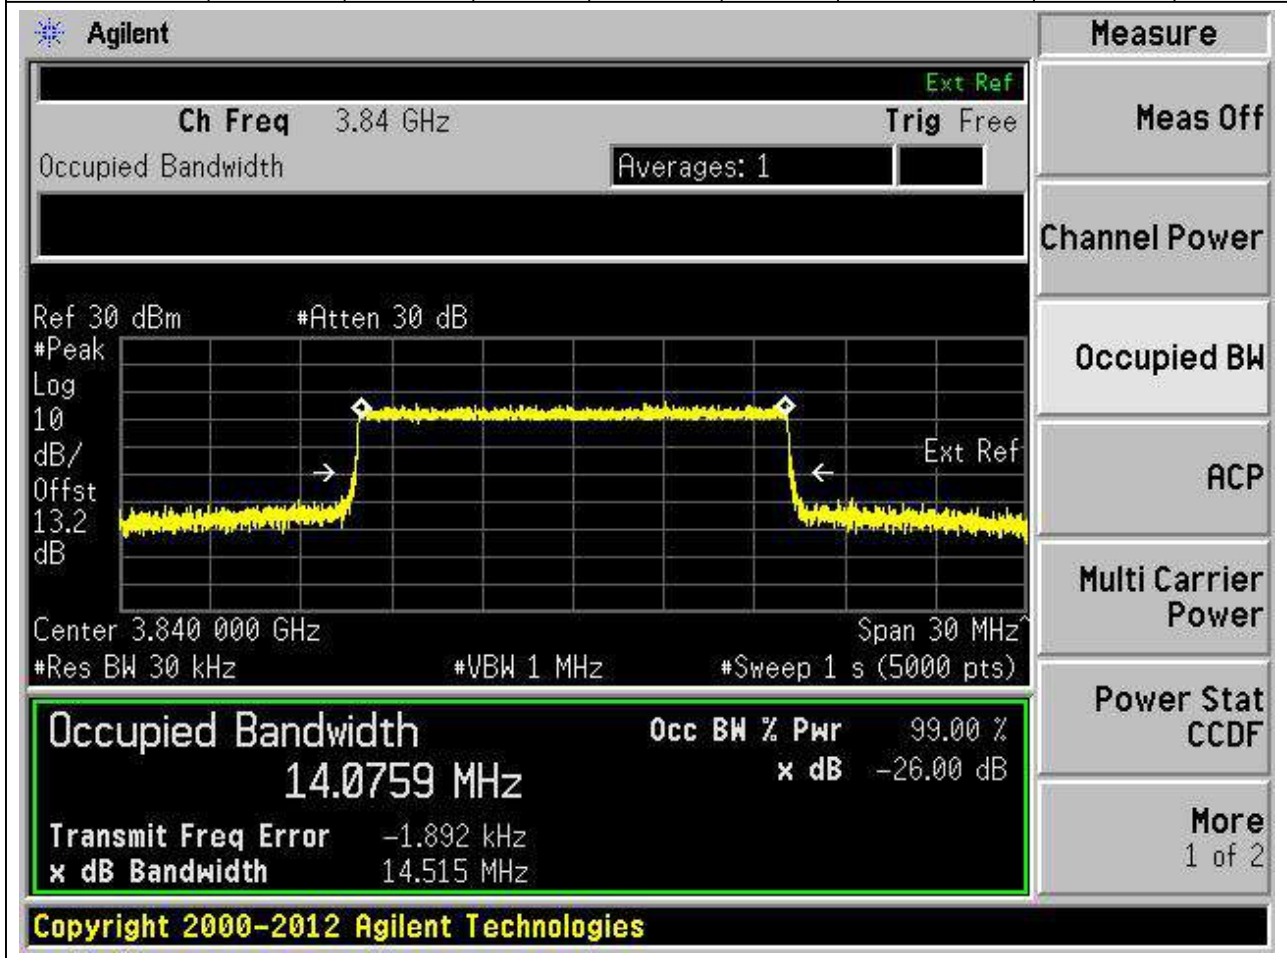 Agilent
Measure
Ext Ref
Ch Freq 3.84 GHz Trig Free
Meas Off
Occupied Bandwidth Averages: 1
Channel Power
Ref 30 dBm #Atten 30 dB
#Peak
Log
10
dB/
Offst
13.2
dB
Ext Ref
Occupied BW
ACP
Center 3.840 000 GHz Span 30 MHz^
#Res BW 30 kHz #VBW 1 MHz #Sweep 1 s (5000 pts)
Multi Carrier
Power
Occupied Bandwidth Occ BW % Pwr 99.00 %
14.0759 MHz x dB -26.00 dB
Transmit Freq Error -1.892 kHz
x dB Bandwidth 14.515 MHz
Power Stat
CCDF
More
1 of 2
Copyright 2000-2012 Agilent Technologies